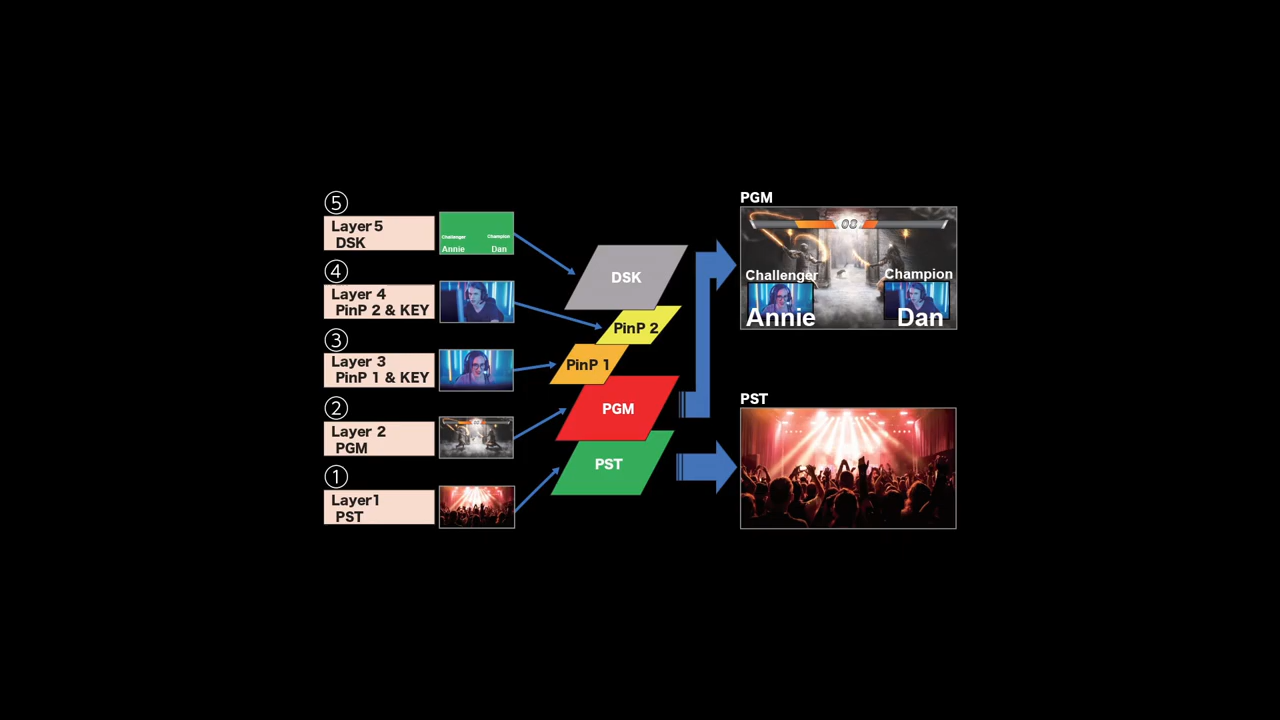 ⑤
Layer 5
DSK
Challenger
Champion
Annie
Dan
④
Layer 4
PinP 2 & KEY
③
Layer 3
PinP 1 & KEY
②
Layer 2
PGM
①
Layer1
PST
DSK
PinP 2
PinP 1
PGM
PST
PGM
08
Challenger
Champion
Annie
Dan
PST